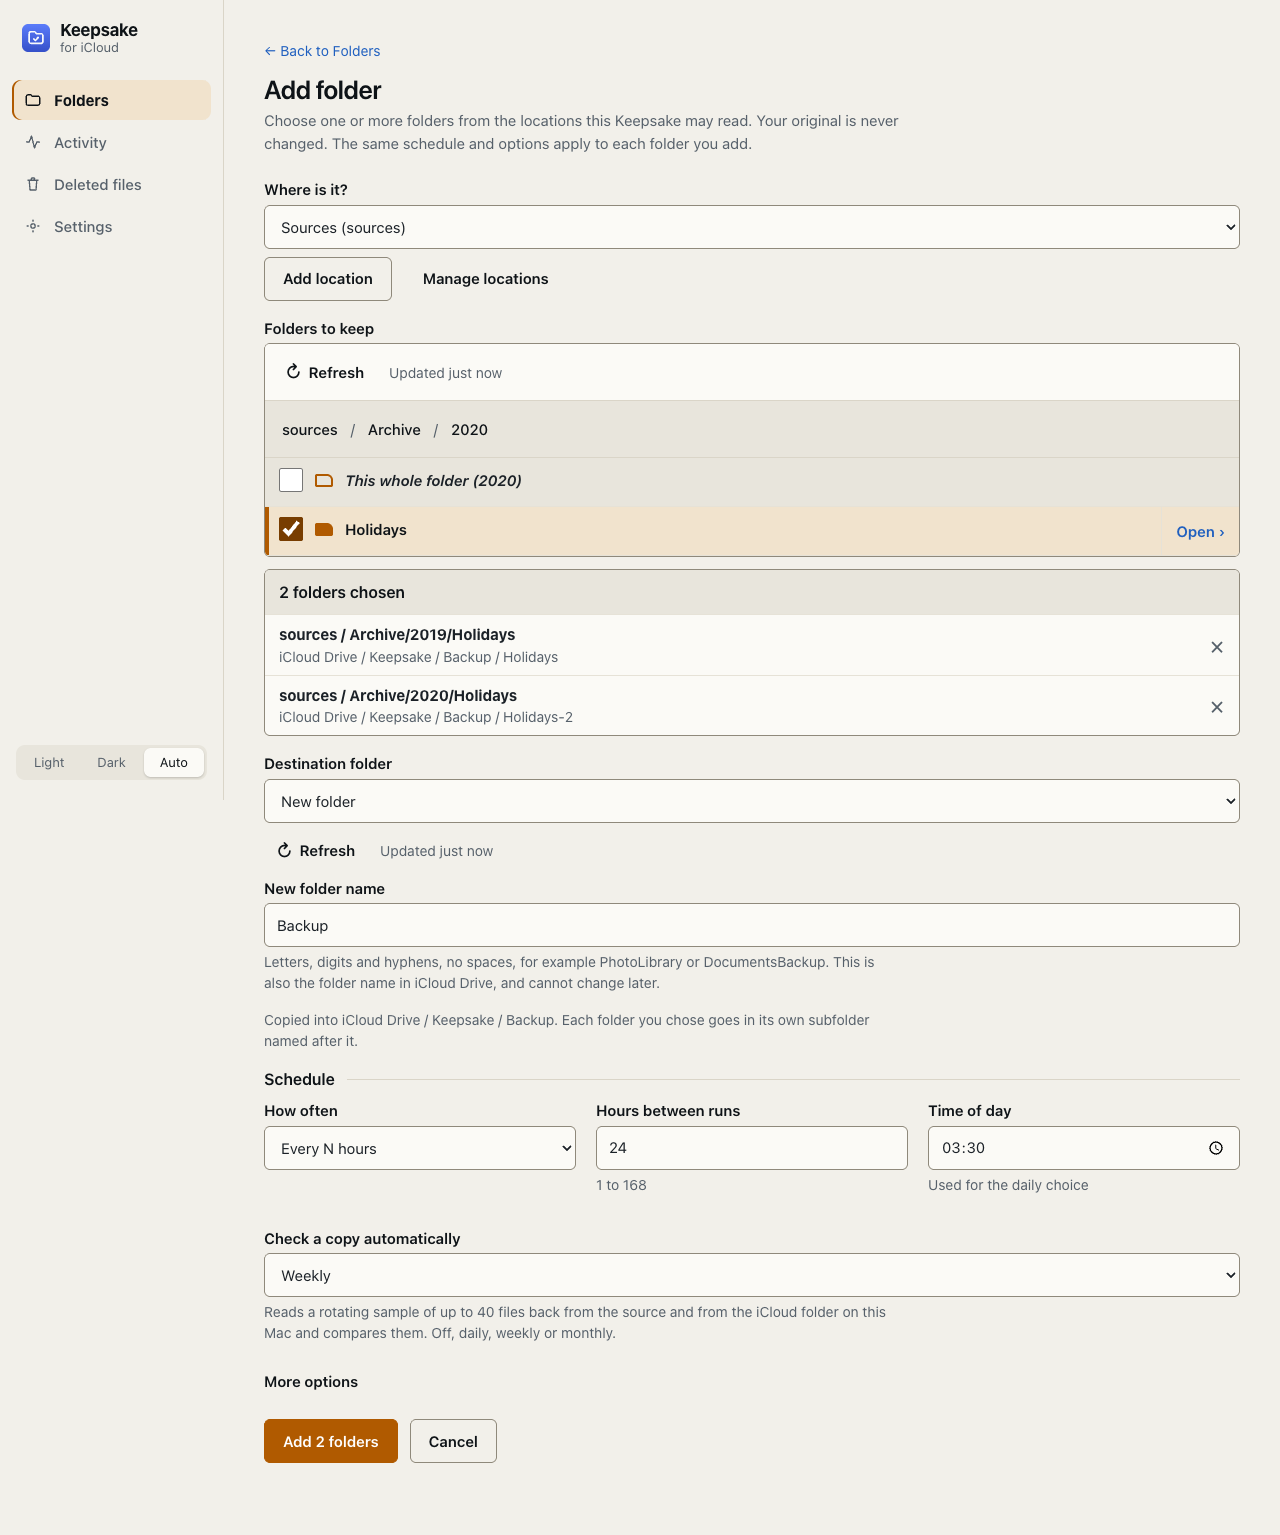 Keepsake
for iCloud
Folders
Activity
Deleted files
Settings
Light Dark Auto
← Back to Folders
Add folder
Choose one or more folders from the locations this Keepsake may read. Your original is never
changed. The same schedule and options apply to each folder you add.
Where is it?
Sources (sources)
Add location Manage locations
Folders to keep
Refresh Updated just now
sources / Archive / 2020
This whole folder (2020)
Holidays Open ›
2 folders chosen
sources / Archive/2019/Holidays
iCloud Drive / Keepsake / Backup / Holidays
sources / Archive/2020/Holidays
iCloud Drive / Keepsake / Backup / Holidays-2
Destination folder
New folder
Refresh Updated just now
New folder name
Backup
Letters, digits and hyphens, no spaces, for example PhotoLibrary or DocumentsBackup. This is
also the folder name in iCloud Drive, and cannot change later.
Copied into iCloud Drive / Keepsake / Backup. Each folder you chose goes in its own subfolder
named after it.
Schedule
How often Hours between runs Time of day
Every N hours 24 03:30
1 to 168 Used for the daily choice
Check a copy automatically
Weekly
Reads a rotating sample of up to 40 files back from the source and from the iCloud folder on this
Mac and compares them. Off, daily, weekly or monthly.
More options
Add 2 folders Cancel